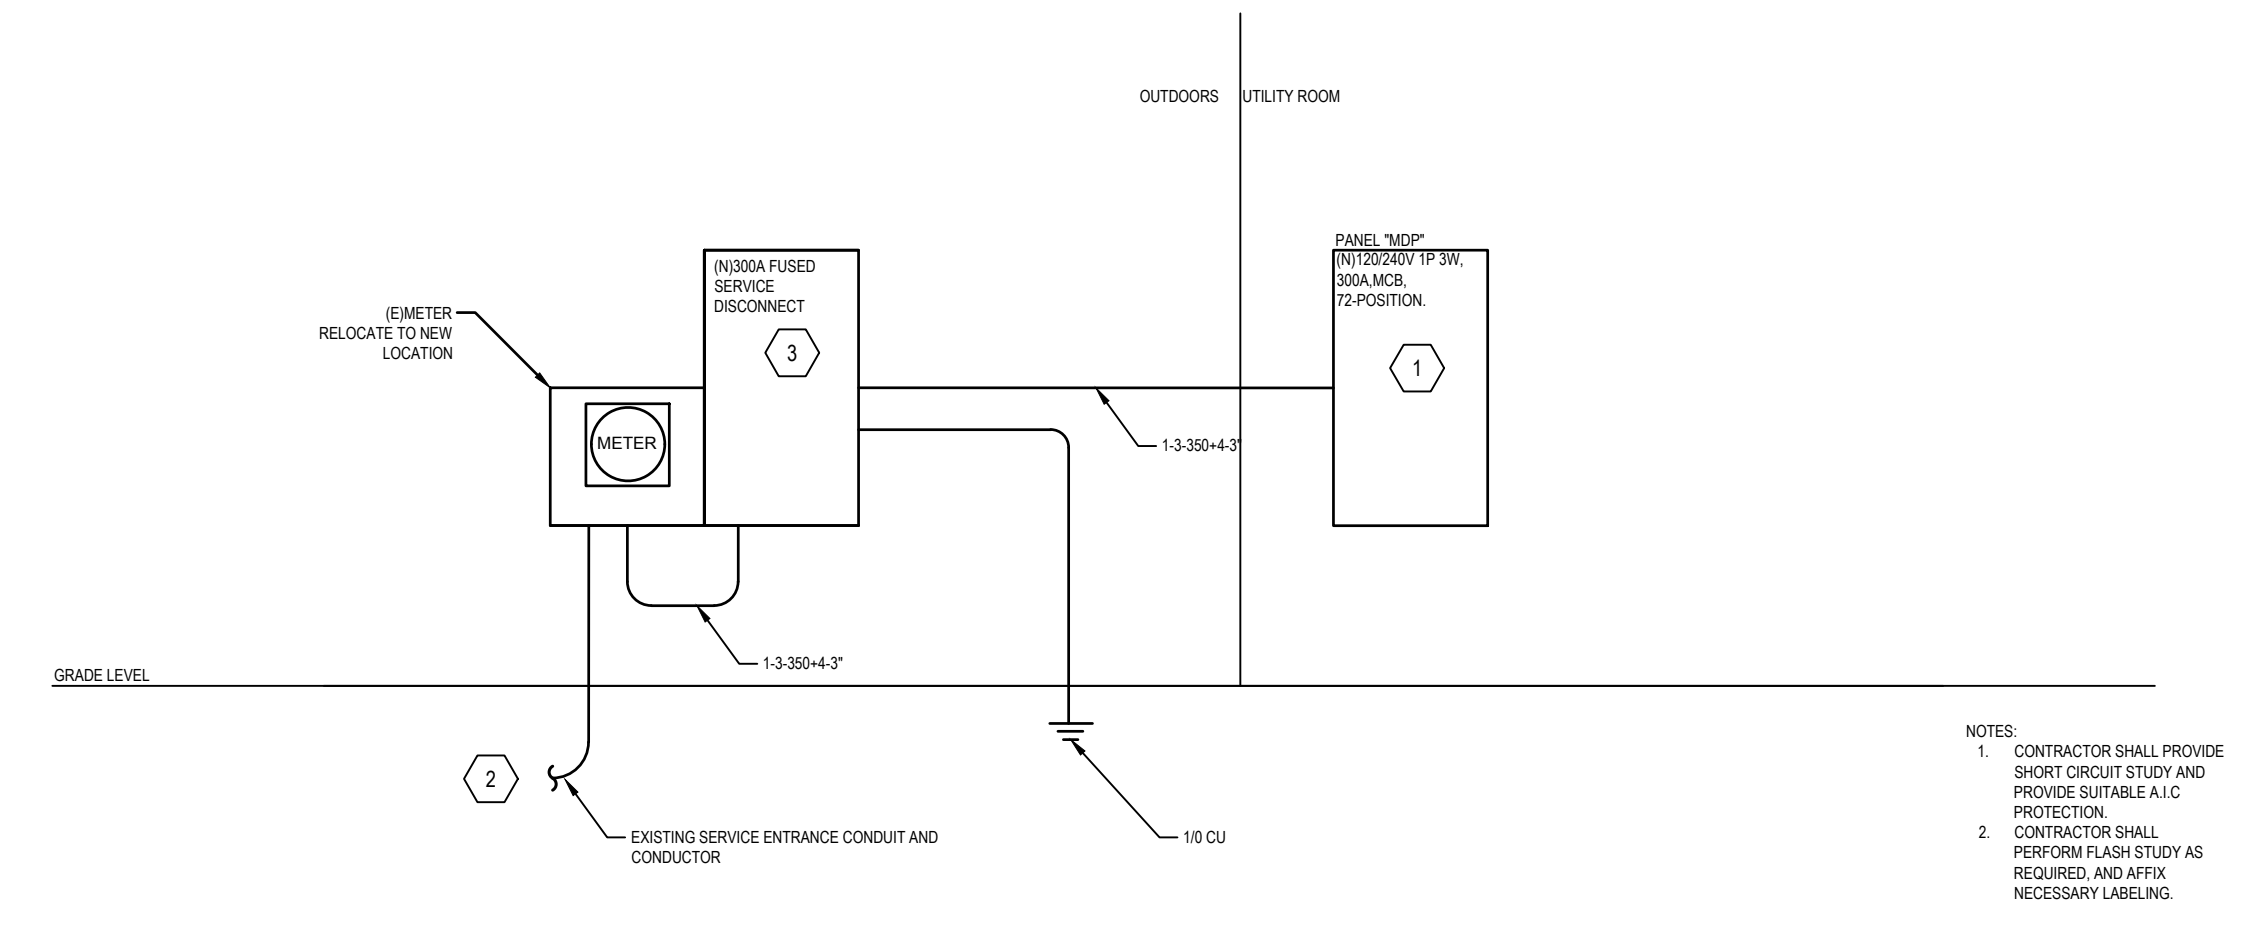 OUTDOORS
UTILITY ROOM
PANEL "MDP"
(N)120/240V 1P 3W,
300A,MCB,
72-POSITION.
1
(N)300A FUSED
SERVICE
DISCONNECT
3
(E)METER
RELOCATE TO NEW
LOCATION
METER
1-3-350+4-3"
1-3-350+4-3"
GRADE LEVEL
2
EXISTING SERVICE ENTRANCE CONDUIT AND
CONDUCTOR
1/0 CU
NOTES:
1. CONTRACTOR SHALL PROVIDE
SHORT CIRCUIT STUDY AND
PROVIDE SUITABLE A.I.C
PROTECTION.
2. CONTRACTOR SHALL
PERFORM FLASH STUDY AS
REQUIRED, AND AFFIX
NECESSARY LABELING.